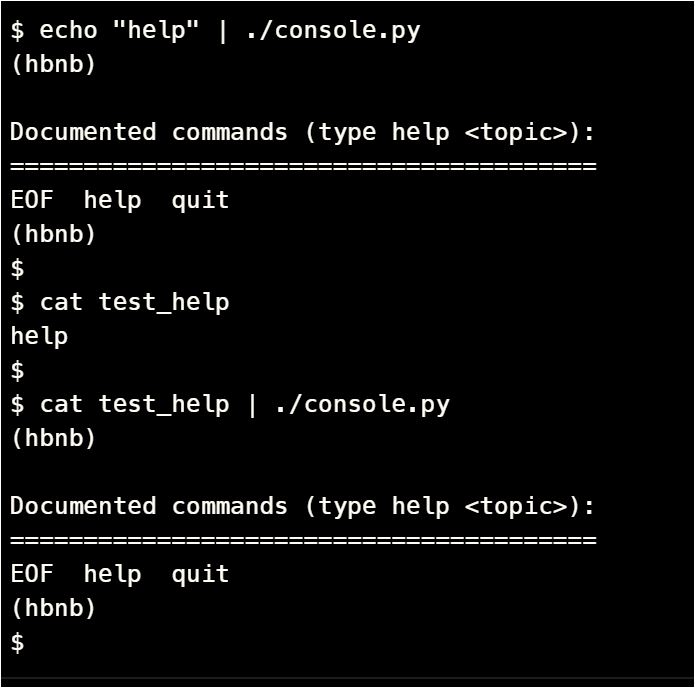 $ echo "help" | ./console.py
(hbnb)

Documented commands (type help <topic>):
========================================
EOF  help  quit
(hbnb)
$
$ cat test_help
help
$
$ cat test_help | ./console.py
(hbnb)

Documented commands (type help <topic>):
========================================
EOF  help  quit
(hbnb)
$